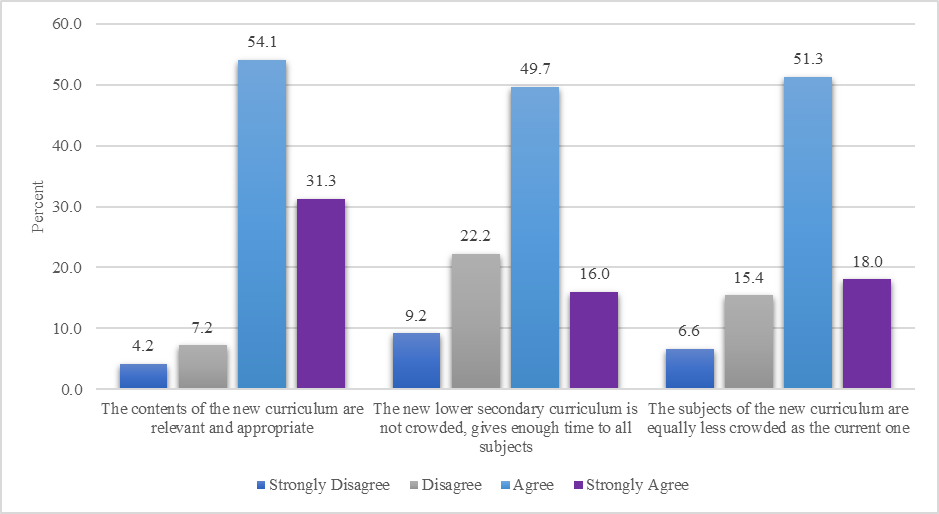 60.0
50.0
40.0
30.0
20.0
10.0
0.0
Percent
4.2
7.2
54.1
31.3
9.2
22.2
49.7
16.0
6.6
15.4
51.3
18.0
The contents of the new curriculum are
relevant and appropriate
The new lower secondary curriculum is
not crowded, gives enough time to all
subjects
The subjects of the new curriculum are
equally less crowded as the current one
Strongly Disagree
Disagree
Agree
Strongly Agree